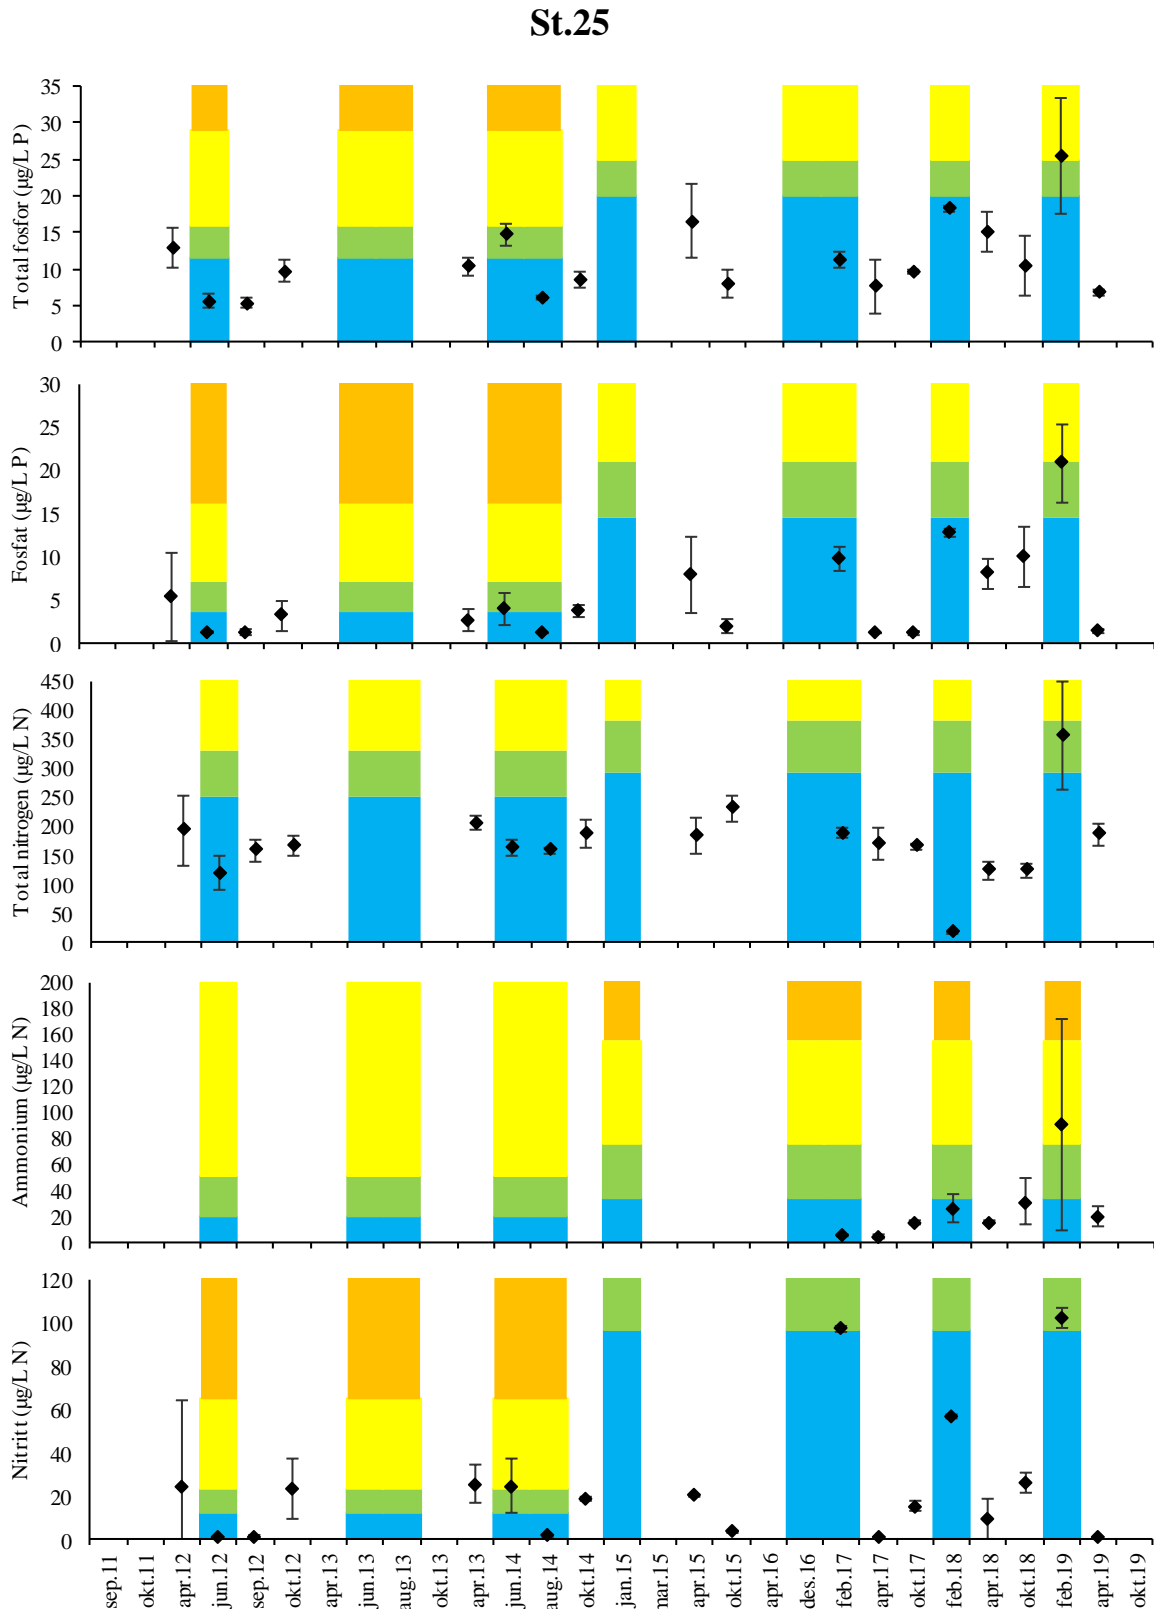 St.25
Total fosfor (µg/L P)
35
30
25
20
15
10
5
0
Fosfat (µg/L P)
30
25
20
15
10
5
0
Total nitrogen (µg/L N)
450
400
350
300
250
200
150
100
50
0
Ammonium (µg/L N)
200
180
160
140
120
100
80
60
40
20
0
Nitritt (µg/L N)
120
100
80
60
40
20
0
sep.11
okt.11
apr.12
jun.12
sep.12
okt.12
apr.13
jun.13
aug.13
okt.13
apr.13
jun.14
aug.14
okt.14
jan.15
mar.15
apr.15
okt.15
apr.16
des.16
feb.17
apr.17
okt.17
feb.18
apr.18
okt.18
feb.19
apr.19
okt.19